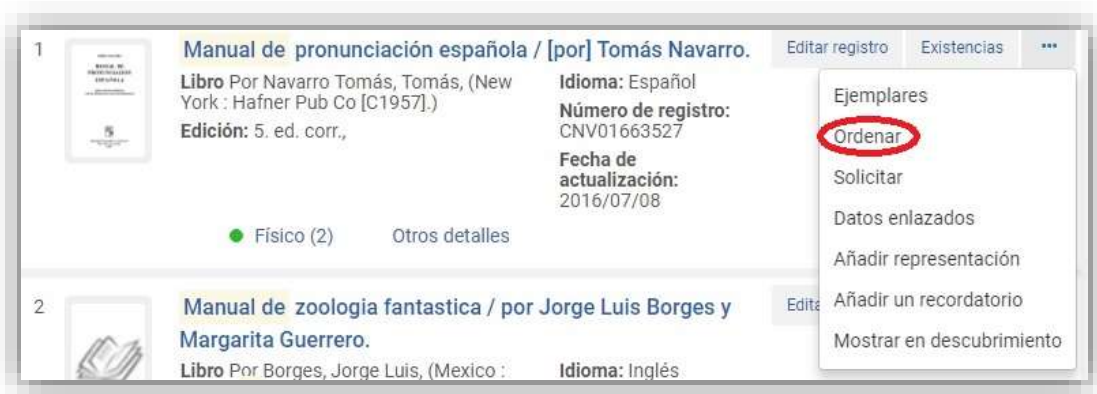 1
Manual de pronunciación española / [por] Tomás Navarro.
Editar registro
Existencias
...
Libro Por Navarro Tomás, Tomás, (New
York : Hafner Pub Co [C1957].)
Edición: 5. ed. corr.,
Idioma: Español
Número de registro:
CNV01663527
Fecha de
actualización:
2016/07/08
Físico (2)
Otros detalles
Ejemplares
Ordenar
Solicitar
Datos enlazados
Añadir representación
Añadir un recordatorio
Mostrar en descubrimiento
2
Manual de zoologia fantastica / por Jorge Luis Borges y
Margarita Guerrero.
Edita
Libro Por Borges, Jorge Luis, (Mexico :
Idioma: Inglés